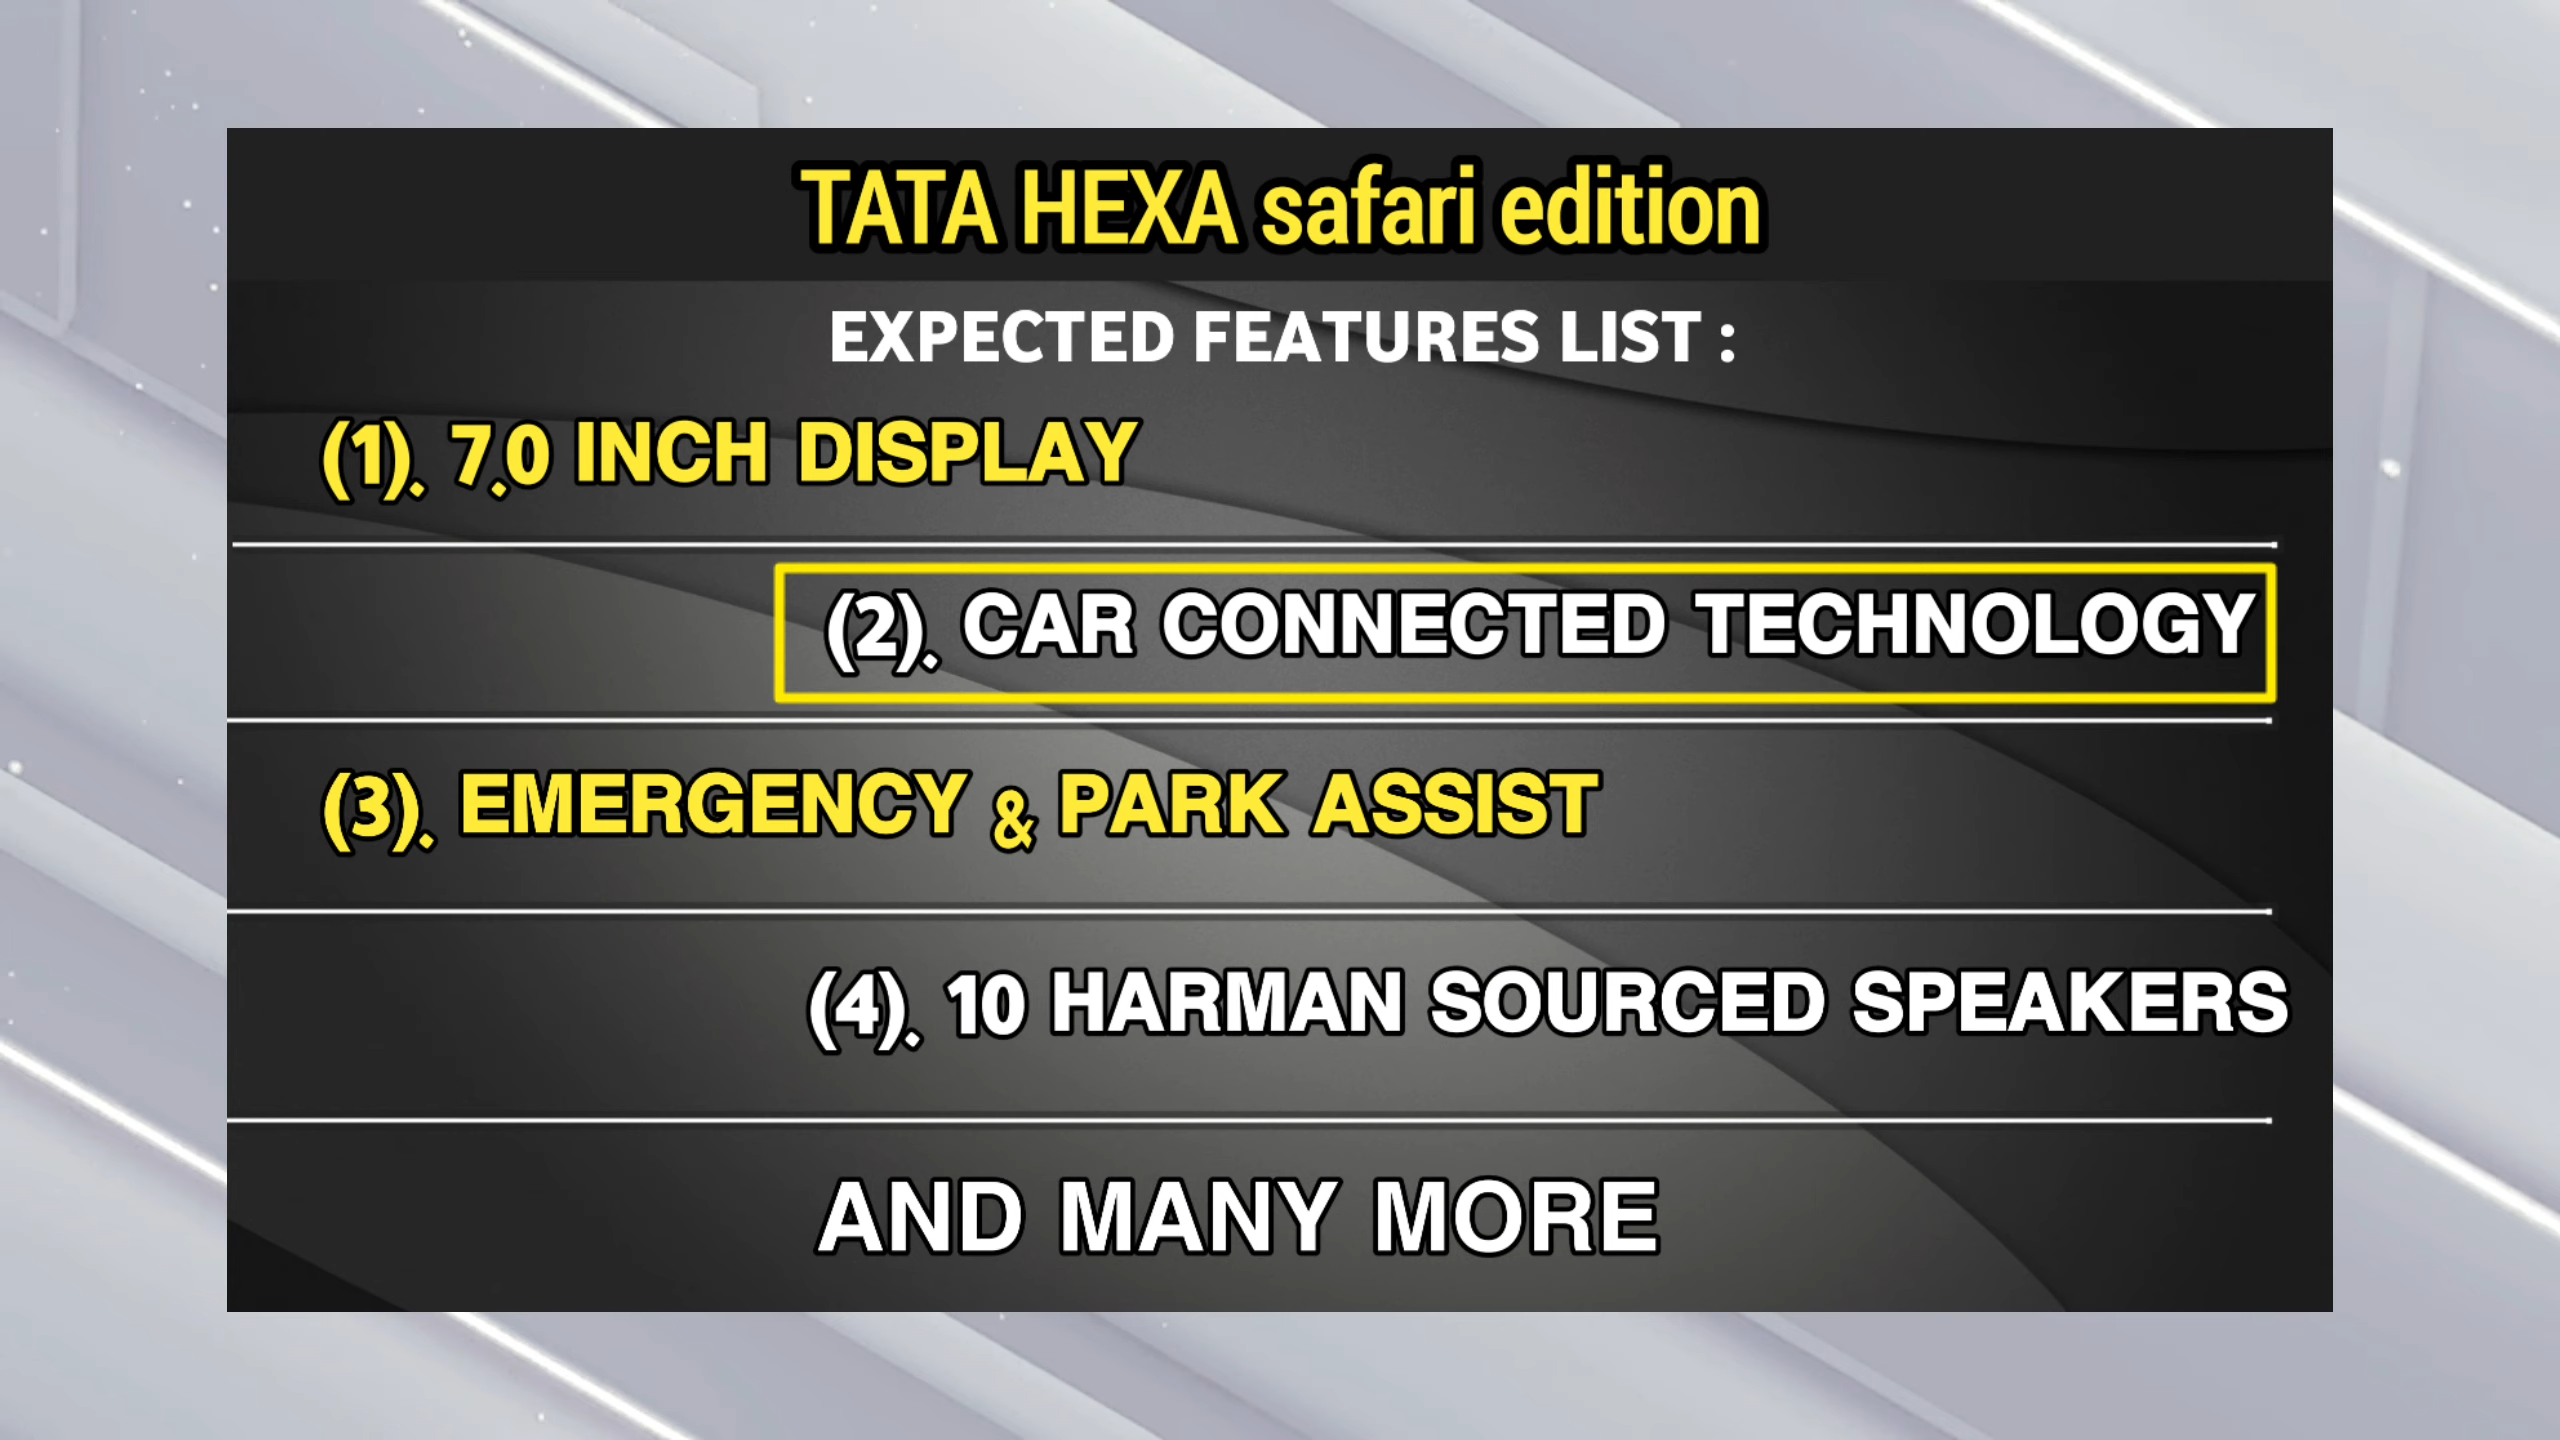 TATA HEXA safari edition
EXPECTED FEATURES LIST :
(1). 7.0 INCH DISPLAY
(2). CAR CONNECTED TECHNOLOGY
(3). EMERGENCY & PARK ASSIST
(4). 10 HARMAN SOURCED SPEAKERS
AND MANY MORE